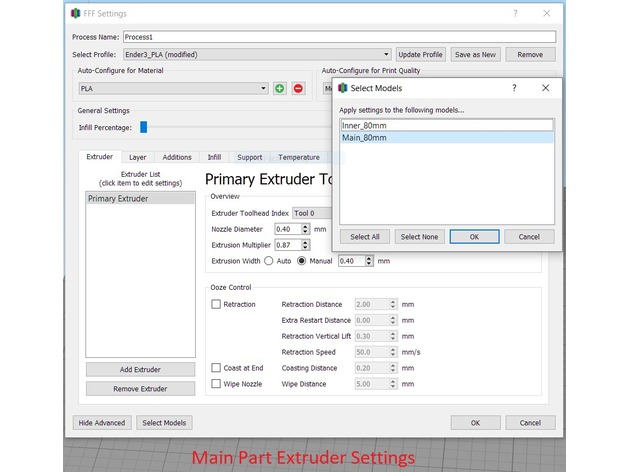 FFF Settings
Process Name: Process1
Select Profile: Ender3_PLA (modified) Update Profile Save as New Remove
Auto-Configure for Material Auto-Configure for Print Quality
PLA
General Settings
Infill Percentage:
Select Models
Apply settings to the following models...
Inner_80mm
Main_80mm
Select All Select None OK Cancel
Extruder Layer Additions Infill Support Temperature
Extruder List
(click item to edit settings)
Primary Extruder
Add Extruder
Remove Extruder
Primary Extruder
Overview
Extruder Toolhead Index Tool 0
Nozzle Diameter 0.40 mm
Extrusion Multiplier 0.87
Extrusion Width Auto Manual 0.40 mm
Ooze Control
Retraction Retraction Distance 2.00 mm
Extra Restart Distance 0.00 mm
Retraction Vertical Lift 0.30 mm
Retraction Speed 50.0 mm/s
Coast at End Coasting Distance 0.20 mm
Wipe Nozzle Wipe Distance 5.00 mm
Hide Advanced Select Models OK Cancel
Main Part Extruder Settings